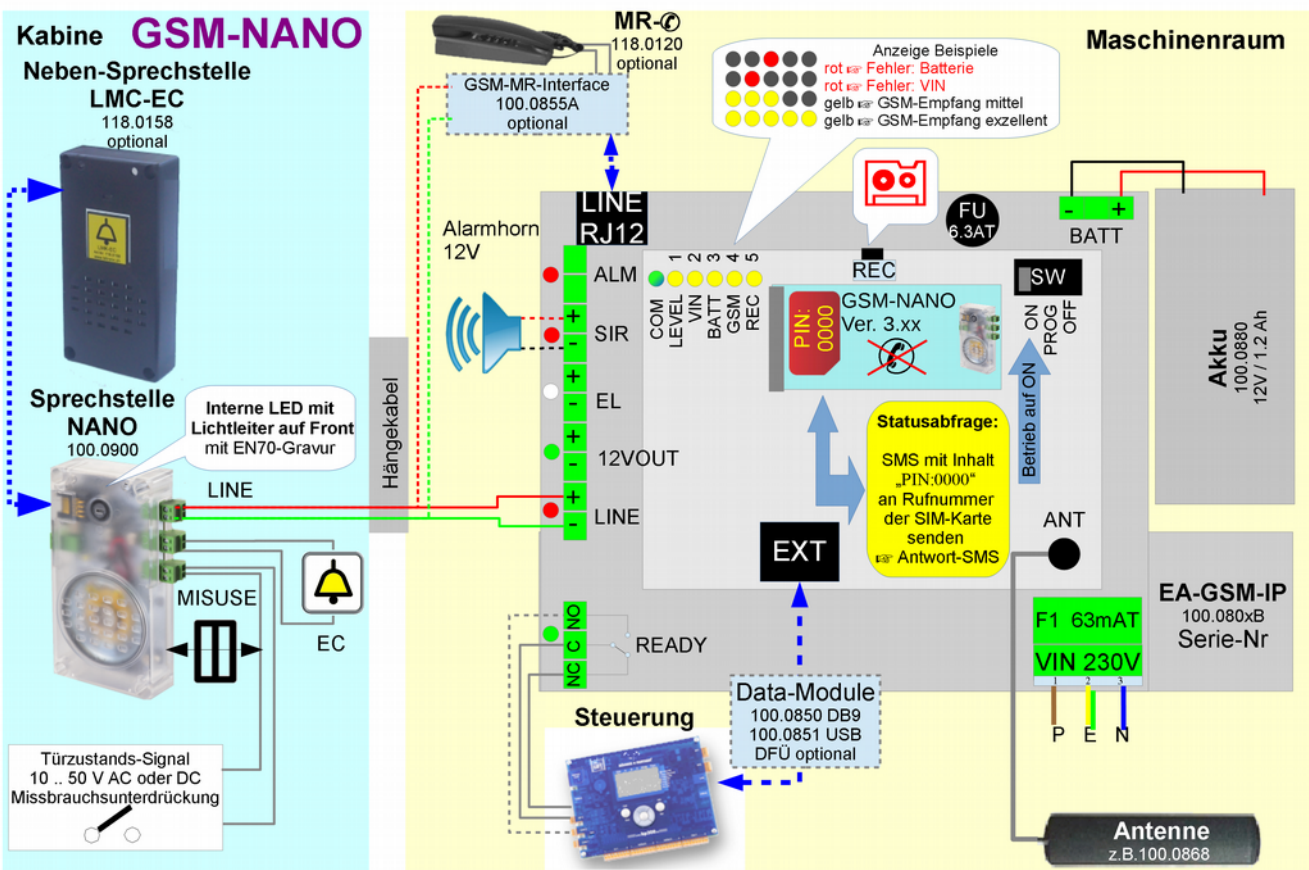 Kabine GSM-NANO
Neben-Sprechstelle
LMC-EC
118.0158
optional
Sprechstelle
NANO
100.0900
Interne LED mit
Lichtleiter auf Front
mit EN70-Gravur
LINE
MISUSE
EC
Türzustands-Signal
10 .. 50 V AC oder DC
Missbrauchsunterdrückung
Hängekabel
MR-✆
118.0120
optional
GSM-MR-Interface
100.0855A
optional
Anzeige Beispiele
rot ☞ Fehler: Batterie
rot ☞ Fehler: VIN
gelb ☞ GSM-Empfang mittel
gelb ☞ GSM-Empfang exzellent
Maschinenraum
LINE
RJ12
Alarmhorn
12V
ALM
+
SIR
-
+
EL
-
+
12VOUT
-
+
LINE
-
1 2 3 4 5
COM
LEVEL
VIN
BATT
GSM
REC
REC
FU
6.3AT
- +
BATT
SW
ON
PROG
OFF
PIN:
0000
GSM-NANO
Ver. 3.xx
Betrieb auf ON
Statusabfrage:
SMS mit Inhalt
„PIN:0000“
an Rufnummer
der SIM-Karte
senden
☞ Antwort-SMS
Akku
100.0880
12V / 1.2 Ah
ANT
EXT
EA-GSM-IP
100.080xB
Serie-Nr
F1 63mAT
VIN 230V
1 2 3
P E N
NO
C
NC
READY
Data-Module
100.0850 DB9
100.0851 USB
DFÜ optional
Steuerung
Antenne
z.B.100.0868